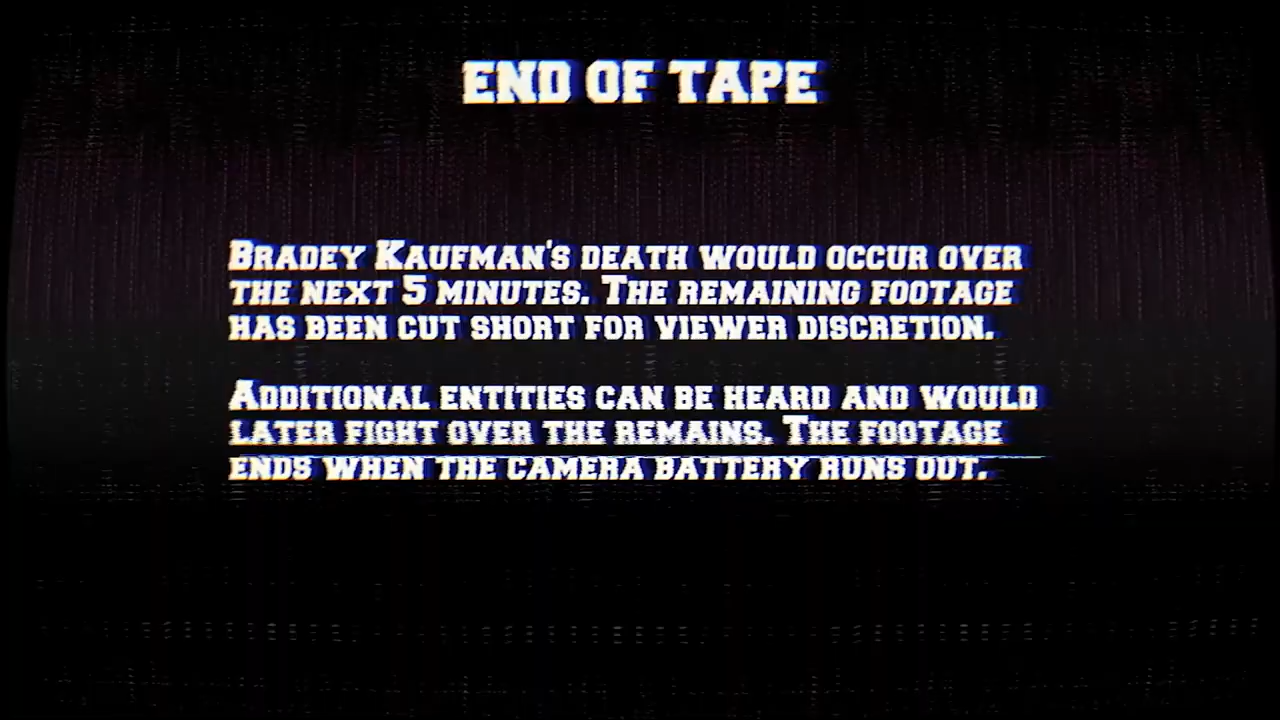 END OF TAPE
BRADEY KAUFMAN'S DEATH WOULD OCCUR OVER
THE NEXT 5 MINUTES. THE REMAINING FOOTAGE
HAS BEEN CUT SHORT FOR VIEWER DISCRETION.
ADDITIONAL ENTITIES CAN BE HEARD AND WOULD
LATER FIGHT OVER THE REMAINS. THE FOOTAGE
ENDS WHEN THE CAMERA BATTERY RUNS OUT.